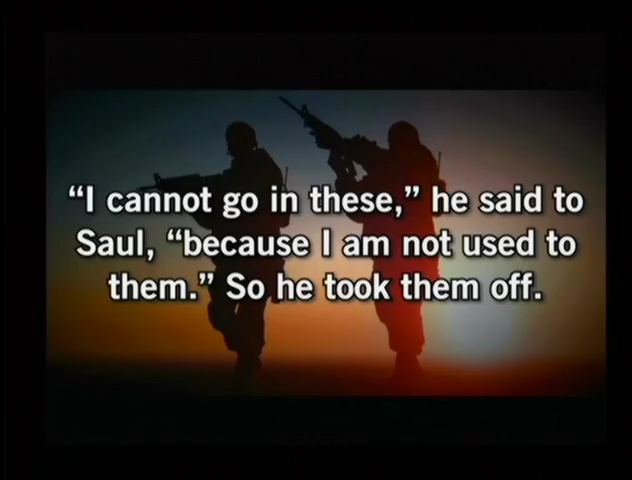 “I cannot go in these,” he said to
Saul, “because I am not used to
them.” So he took them off.